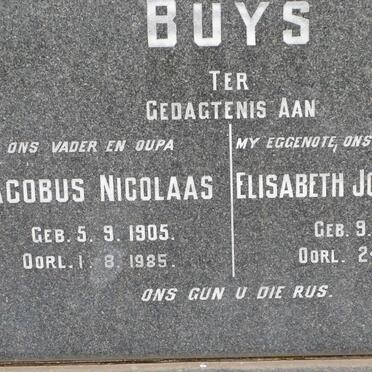 BUYS
TER
GEDAGTENIS AAN
ONS VADER EN OUPA
ACOBUS NICOLAAS
GEB. 5. 9. 1905.
OORL. 1. 8. 1985.
MY EGGENOTE, ONS
ELISABETH JO
GEB. 9.
OORL. 2
ONS GUN U DIE RUS.